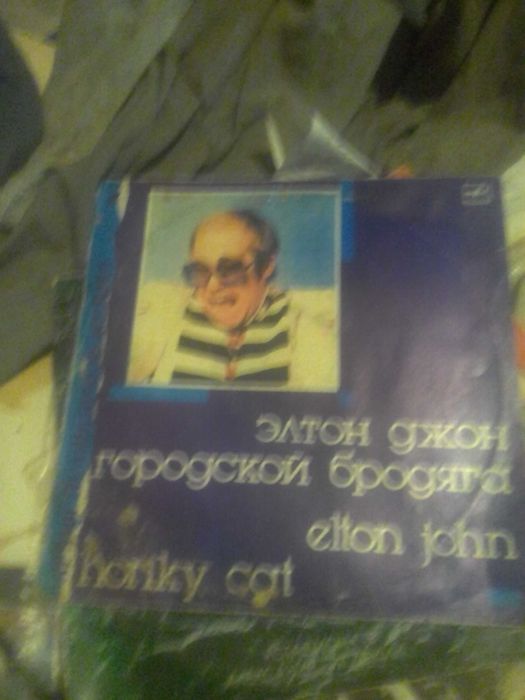 элтон джон
городской бродяга
elton john
honky cat